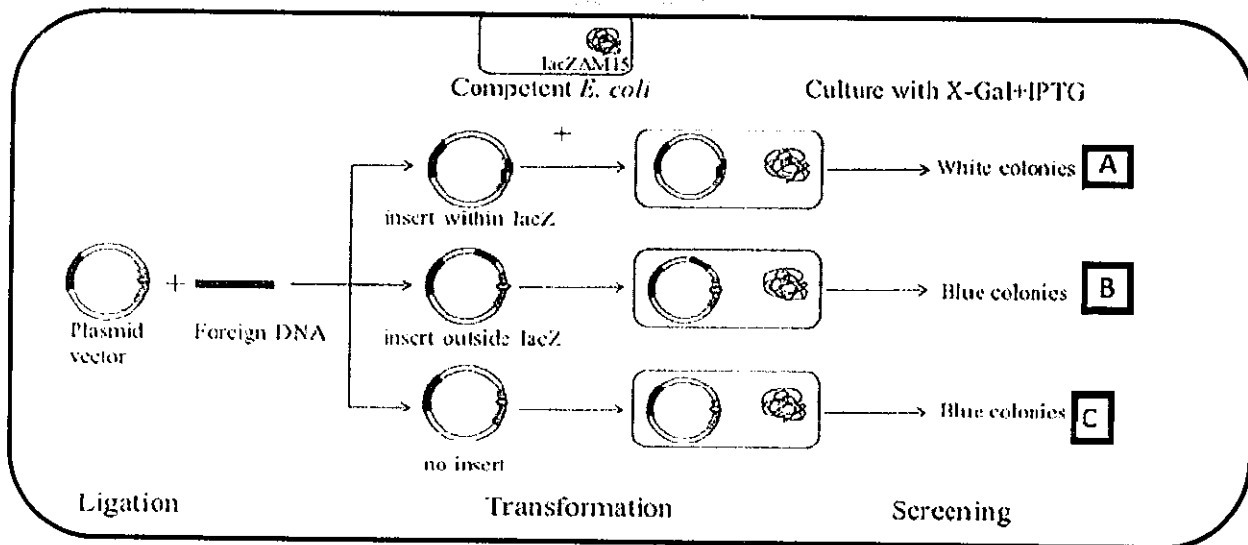 lacZΔM15
Competent E. coli
Culture with X-Gal+IPTG
+
White colonies A
insert within lacZ
+
Plasmid
vector
Foreign DNA
Blue colonies B
insert outside lacZ
Blue colonies C
no insert
Ligation
Transformation
Screening